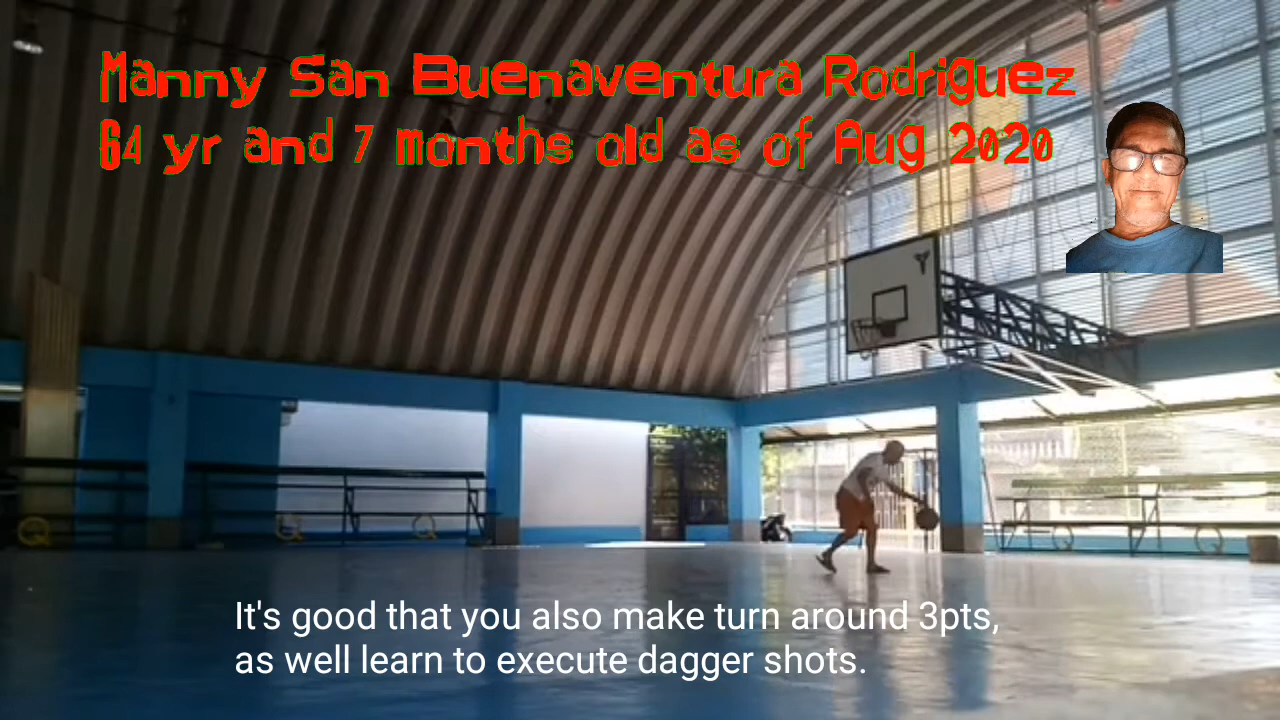 Manny San Buenaventura Rodriguez
64 yr and 7 months old as of Aug 2020
It's good that you also make turn around 3pts,
as well learn to execute dagger shots.